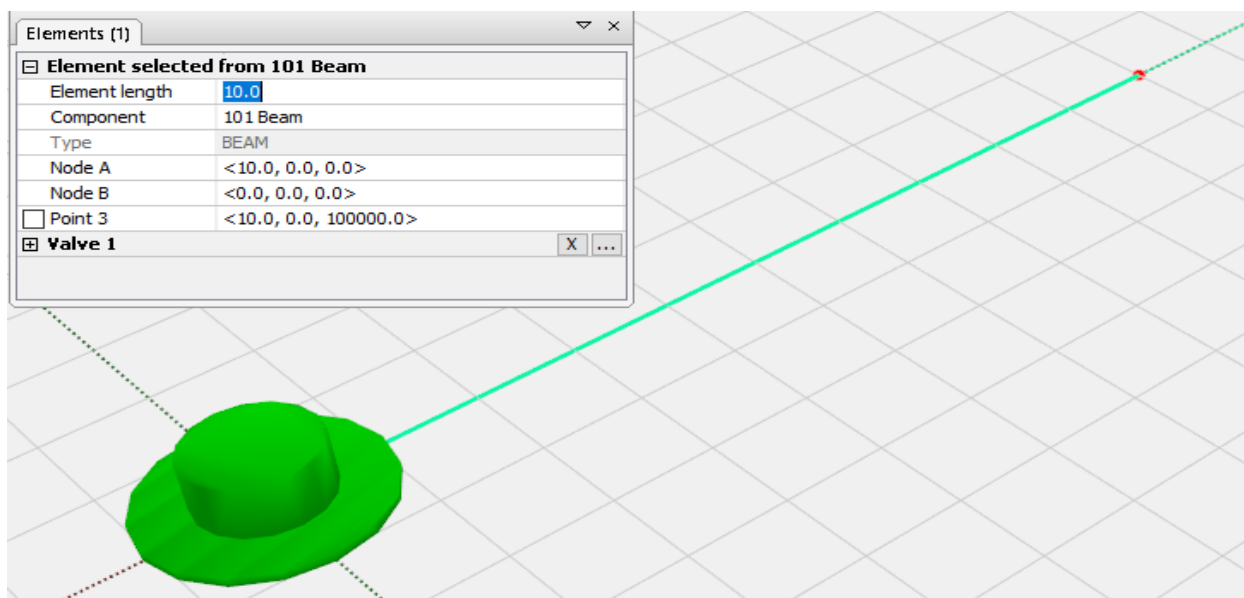 Elements (1)
Element selected from 101 Beam
Element length 10.0
Component 101 Beam
Type BEAM
Node A <10.0, 0.0, 0.0>
Node B <0.0, 0.0, 0.0>
Point 3 <10.0, 0.0, 100000.0>
Valve 1 X ...